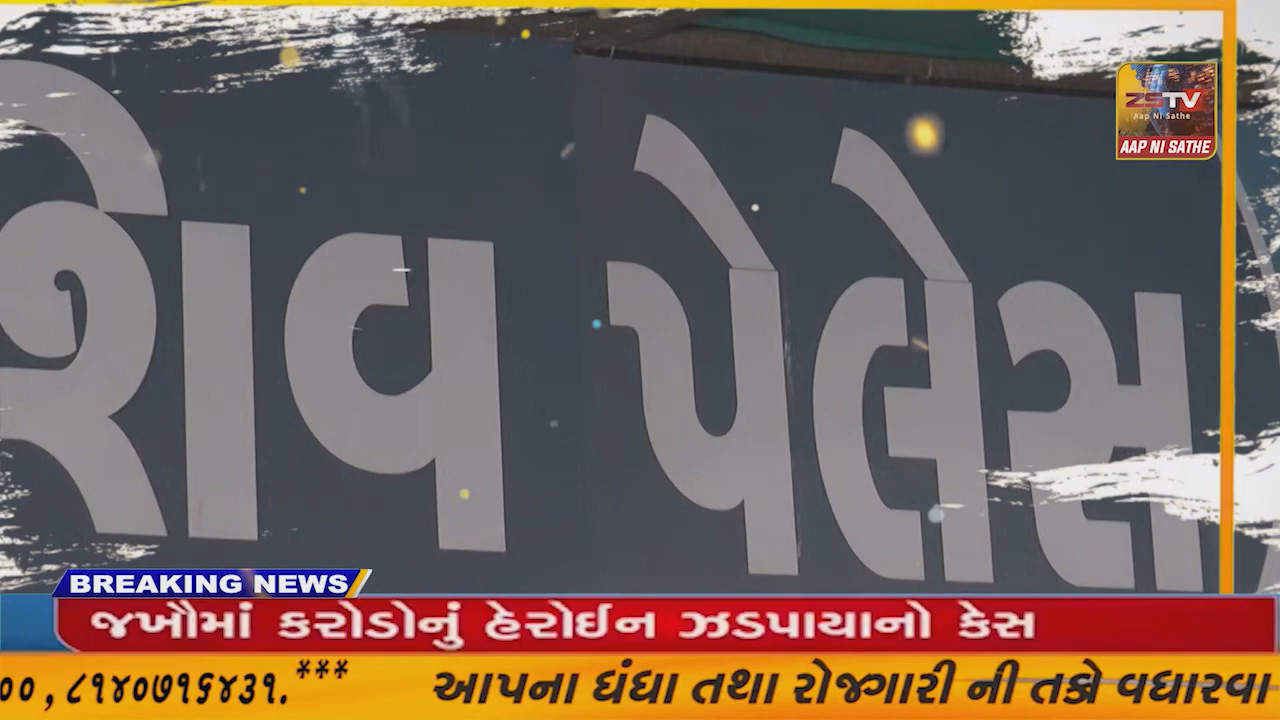 ZSTV
Aap Ni Sathe
AAP NI SATHE
શિવ પેલેસ
BREAKING NEWS
જખૌમાં કરોડોનું હેરોઈન ઝડપાયાનો કેસ
૦૦,૮૧૪૦૭૧૬૪૩૧.*** આપના ધંધા તથા રોજગારી ની તકો વધારવા